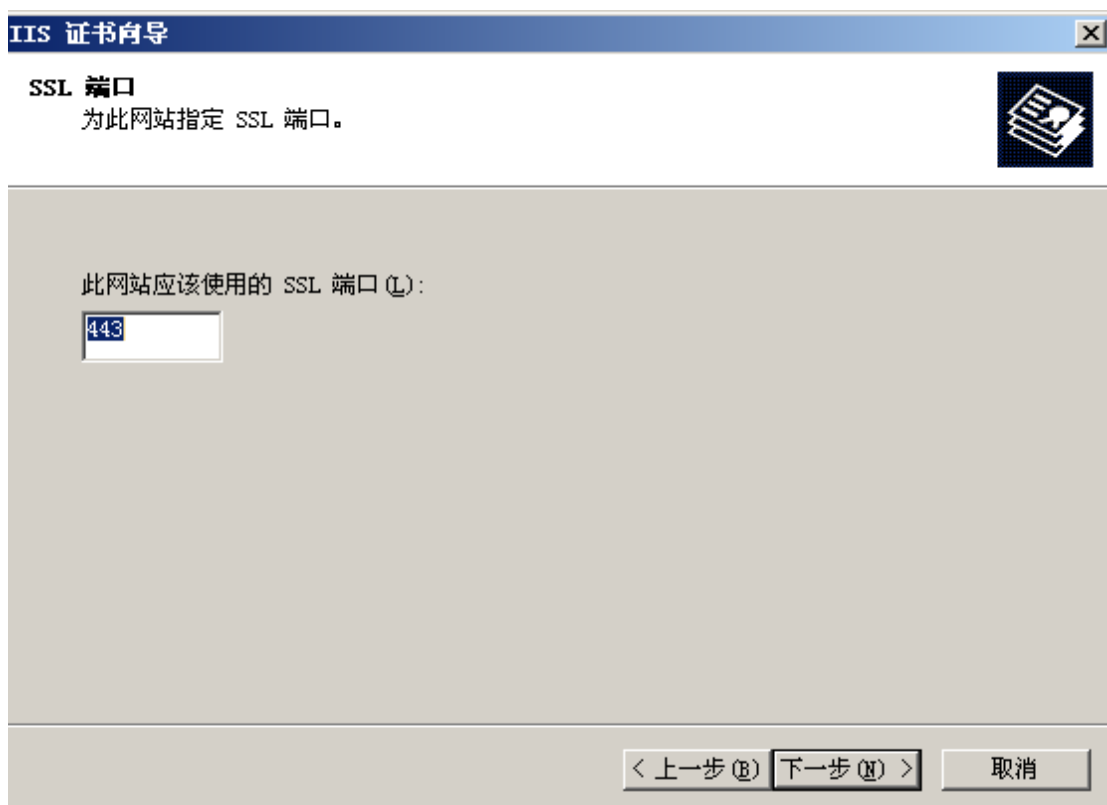 IIS 证书向导
SSL 端口
为此网站指定 SSL 端口。
此网站应该使用的 SSL 端口(L):
443
< 上一步(B) 下一步(N) > 取消